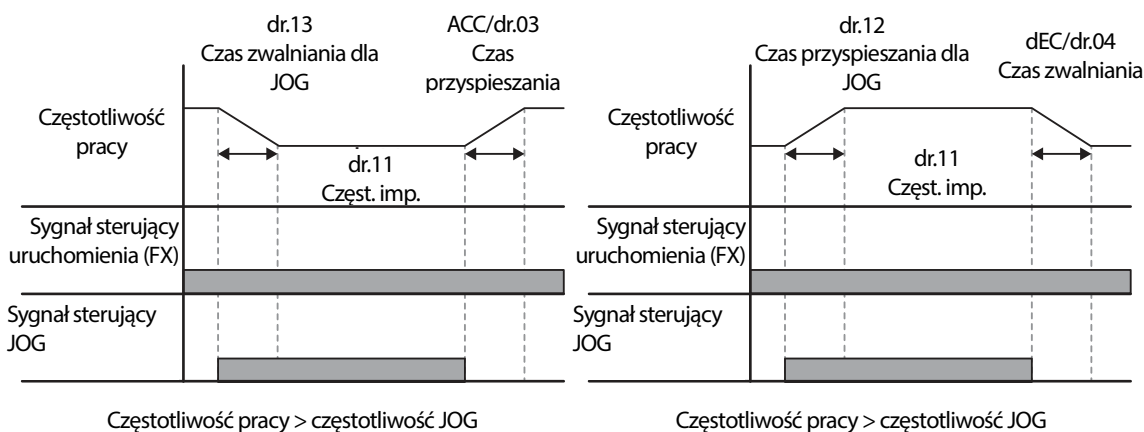 dr.13
Czas zwalniania dla
JOG
ACC/dr.03
Czas
przyspieszania
Częstotliwość
pracy
dr.11
Częst. imp.
Sygnał sterujący
uruchomienia (FX)
Sygnał sterujący
JOG
Częstotliwość pracy > częstotliwość JOG
dr.12
Czas przyspieszania dla
JOG
dEC/dr.04
Czas zwalniania
Częstotliwość
pracy
dr.11
Częst. imp.
Sygnał sterujący
uruchomienia (FX)
Sygnał sterujący
JOG
Częstotliwość pracy > częstotliwość JOG